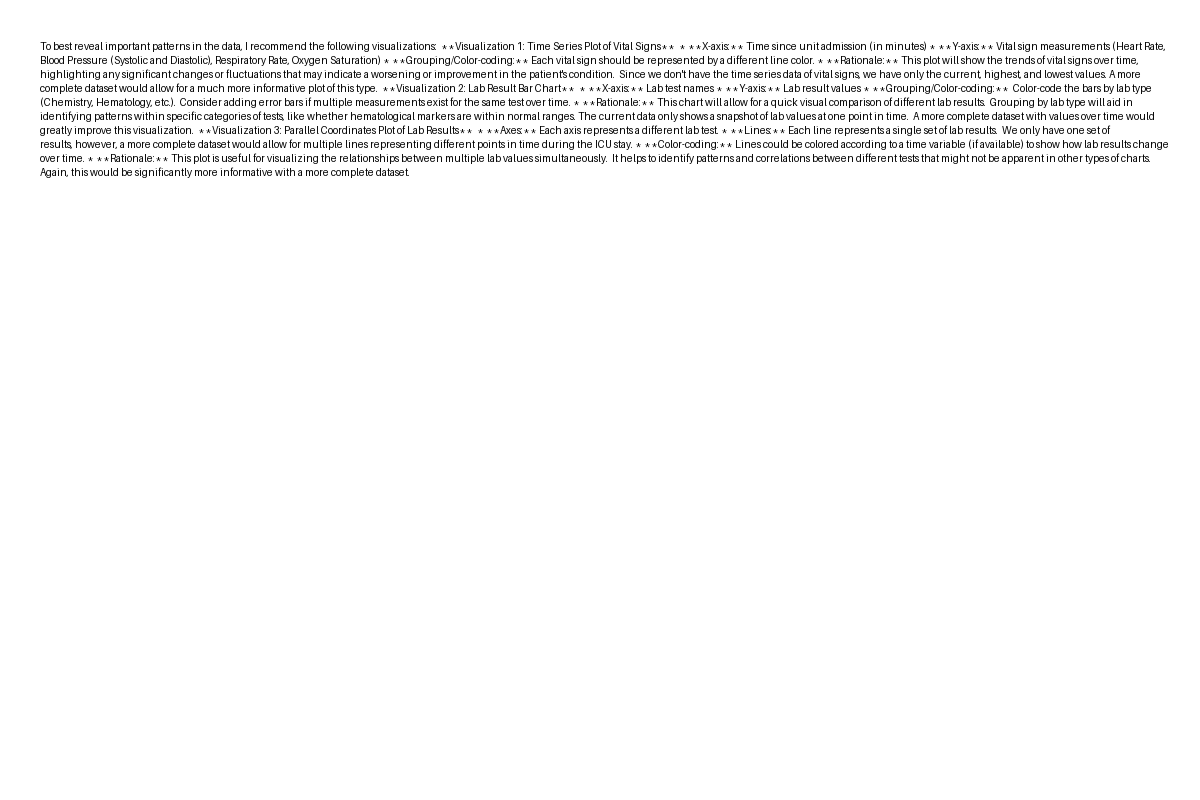 To best reveal important patterns in the data, I recommend the following visualizations:  **Visualization 1: Time Series Plot of Vital Signs**  * **X-axis:** Time since unit admission (in minutes) * **Y-axis:** Vital sign measurements (Heart Rate,
Blood Pressure (Systolic and Diastolic), Respiratory Rate, Oxygen Saturation) * **Grouping/Color-coding:** Each vital sign should be represented by a different line color. * **Rationale:** This plot will show the trends of vital signs over time,
highlighting any significant changes or fluctuations that may indicate a worsening or improvement in the patient's condition.  Since we don't have the time series data of vital signs, we have only the current, highest, and lowest values. A more
complete dataset would allow for a much more informative plot of this type.  **Visualization 2: Lab Result Bar Chart**  * **X-axis:** Lab test names * **Y-axis:** Lab result values * **Grouping/Color-coding:**  Color-code the bars by lab type
(Chemistry, Hematology, etc.).  Consider adding error bars if multiple measurements exist for the same test over time. * **Rationale:** This chart will allow for a quick visual comparison of different lab results.  Grouping by lab type will aid in
identifying patterns within specific categories of tests, like whether hematological markers are within normal ranges. The current data only shows a snapshot of lab values at one point in time.  A more complete dataset with values over time would
greatly improve this visualization.  **Visualization 3: Parallel Coordinates Plot of Lab Results**  * **Axes:** Each axis represents a different lab test. * **Lines:** Each line represents a single set of lab results.  We only have one set of
results, however, a more complete dataset would allow for multiple lines representing different points in time during the ICU stay. * **Color-coding:** Lines could be colored according to a time variable (if available) to show how lab results change
over time. * **Rationale:** This plot is useful for visualizing the relationships between multiple lab values simultaneously.  It helps to identify patterns and correlations between different tests that might not be apparent in other types of charts.
Again, this would be significantly more informative with a more complete dataset.